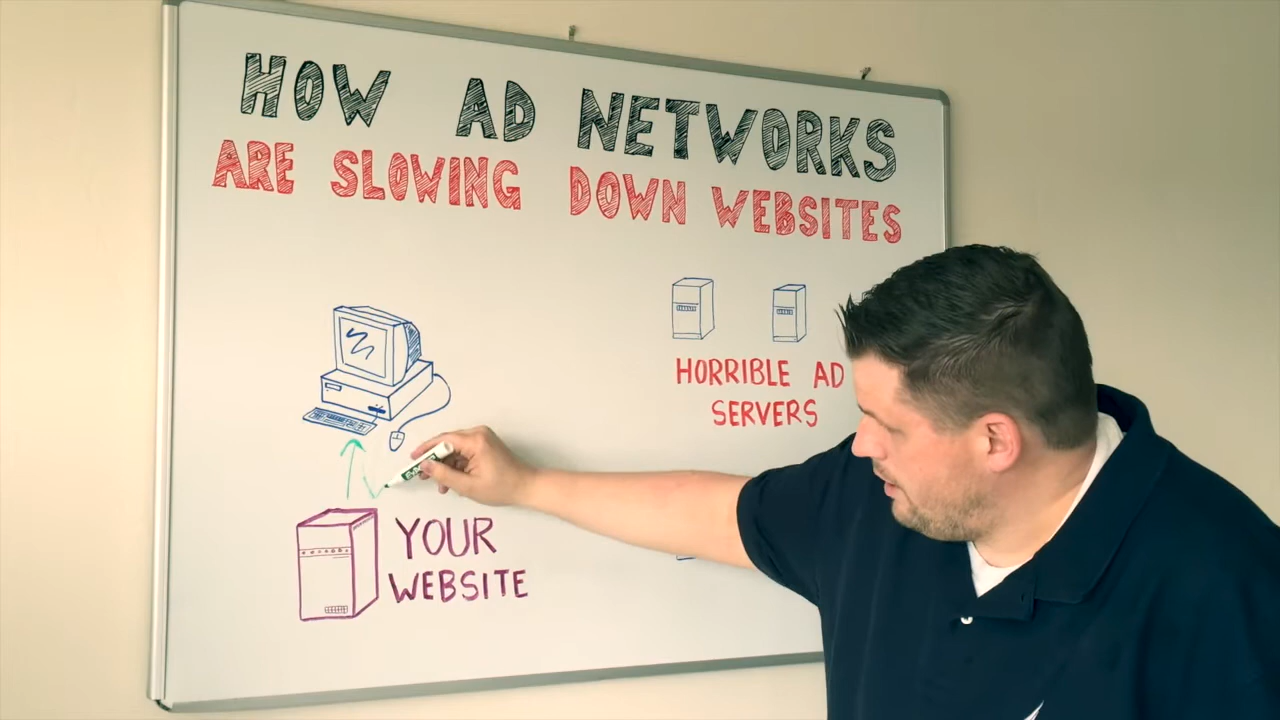 HOW AD NETWORKS
ARE SLOWING DOWN WEBSITES
HORRIBLE AD
SERVERS
YOUR
WEBSITE